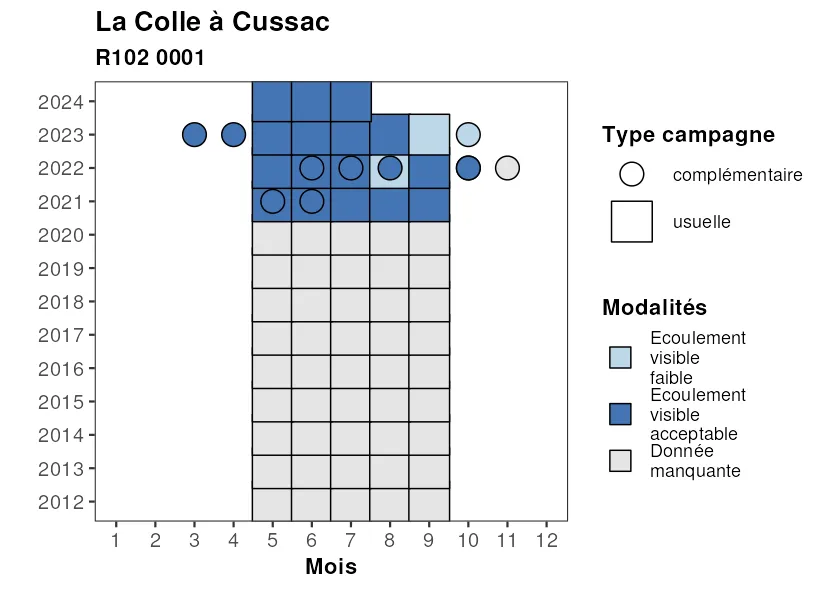 La Colle à Cussac
R102 0001
2024
2023
2022
2021
2020
2019
2018
2017
2016
2015
2014
2013
2012
1 2 3 4 5 6 7 8 9 10 11 12
Mois
Type campagne
complémentaire
usuelle
Modalités
Ecoulement
visible
faible
Ecoulement
visible
acceptable
Donnée
manquante